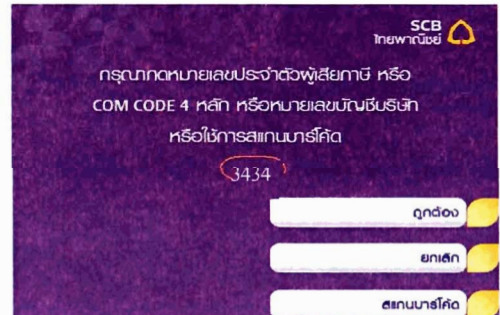 SCB
ไทยพาณิชย์
กรุณากดหมายเลขประจำตัวผู้เสียภาษี หรือ
COM CODE 4 หลัก หรือหมายเลขบัญชีบริษัท
หรือใช้การสแกนบาร์โค้ด
3434
ถูกต้อง
ยกเลิก
สแกนบาร์โค้ด